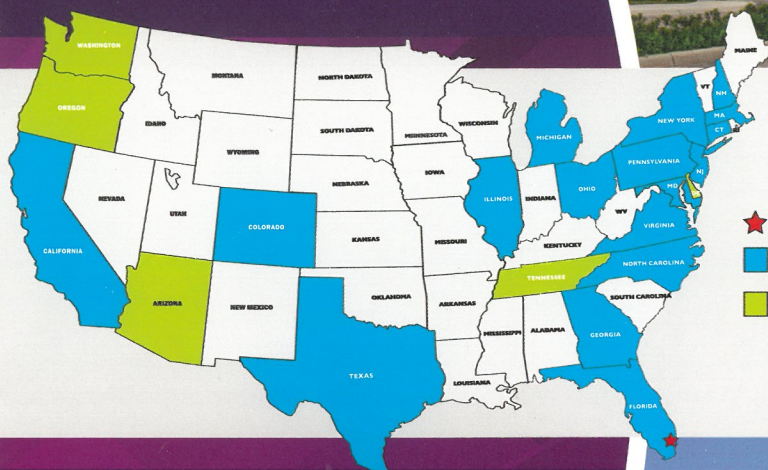 WASHINGTON
MAINE
MONTANA
NORTH DAKOTA
VT
NH
OREGON
MINNESOTA
WISCONSIN
MICHIGAN
NEW YORK
MA
IDAHO
SOUTH DAKOTA
CT
WYOMING
IOWA
PENNSYLVANIA
NJ
NEBRASKA
NEVADA
UTAH
ILLINOIS
INDIANA
OHIO
MD
COLORADO
WV
VIRGINIA
CALIFORNIA
KANSAS
MISSOURI
KENTUCKY
NORTH CAROLINA
TENNESSEE
ARIZONA
NEW MEXICO
OKLAHOMA
ARKANSAS
SOUTH CAROLINA
MISSISSIPPI
ALABAMA
GEORGIA
TEXAS
LOUISIANA
FLORIDA